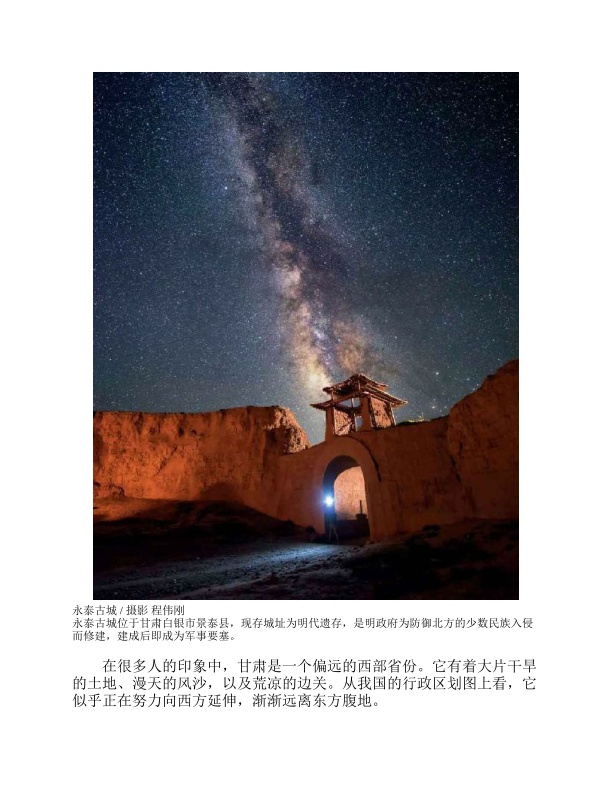 永泰古城 / 摄影 程伟刚
永泰古城位于甘肃白银市景泰县，现存城址为明代遗存，是明政府为防御北方的少数民族入侵
而修建，建成后即成为军事要塞。
在很多人的印象中，甘肃是一个偏远的西部省份。它有着大片干旱
的土地、漫天的风沙，以及荒凉的边关。从我国的行政区划图上看，它
似乎正在努力向西方延伸，渐渐远离东方腹地。